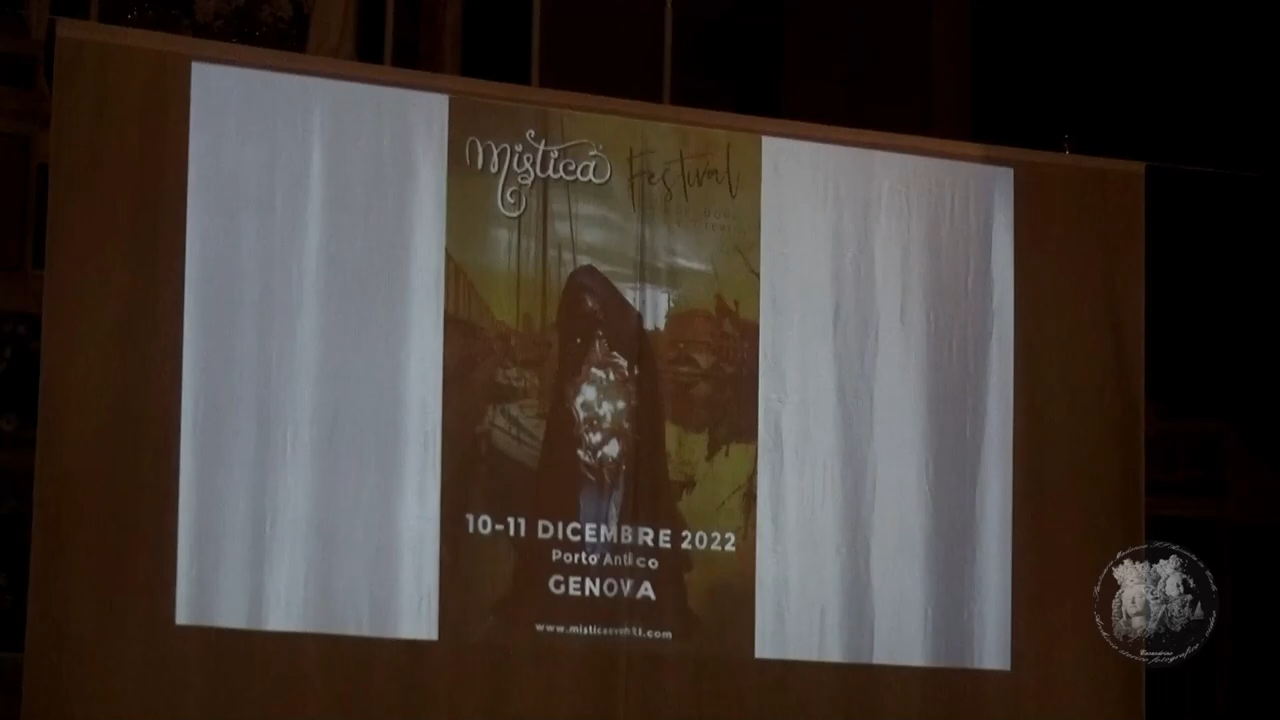 Mistica Festival
10-11 DICEMBRE 2022
Porto Antico
GENOVA
www.misticaeventi.com